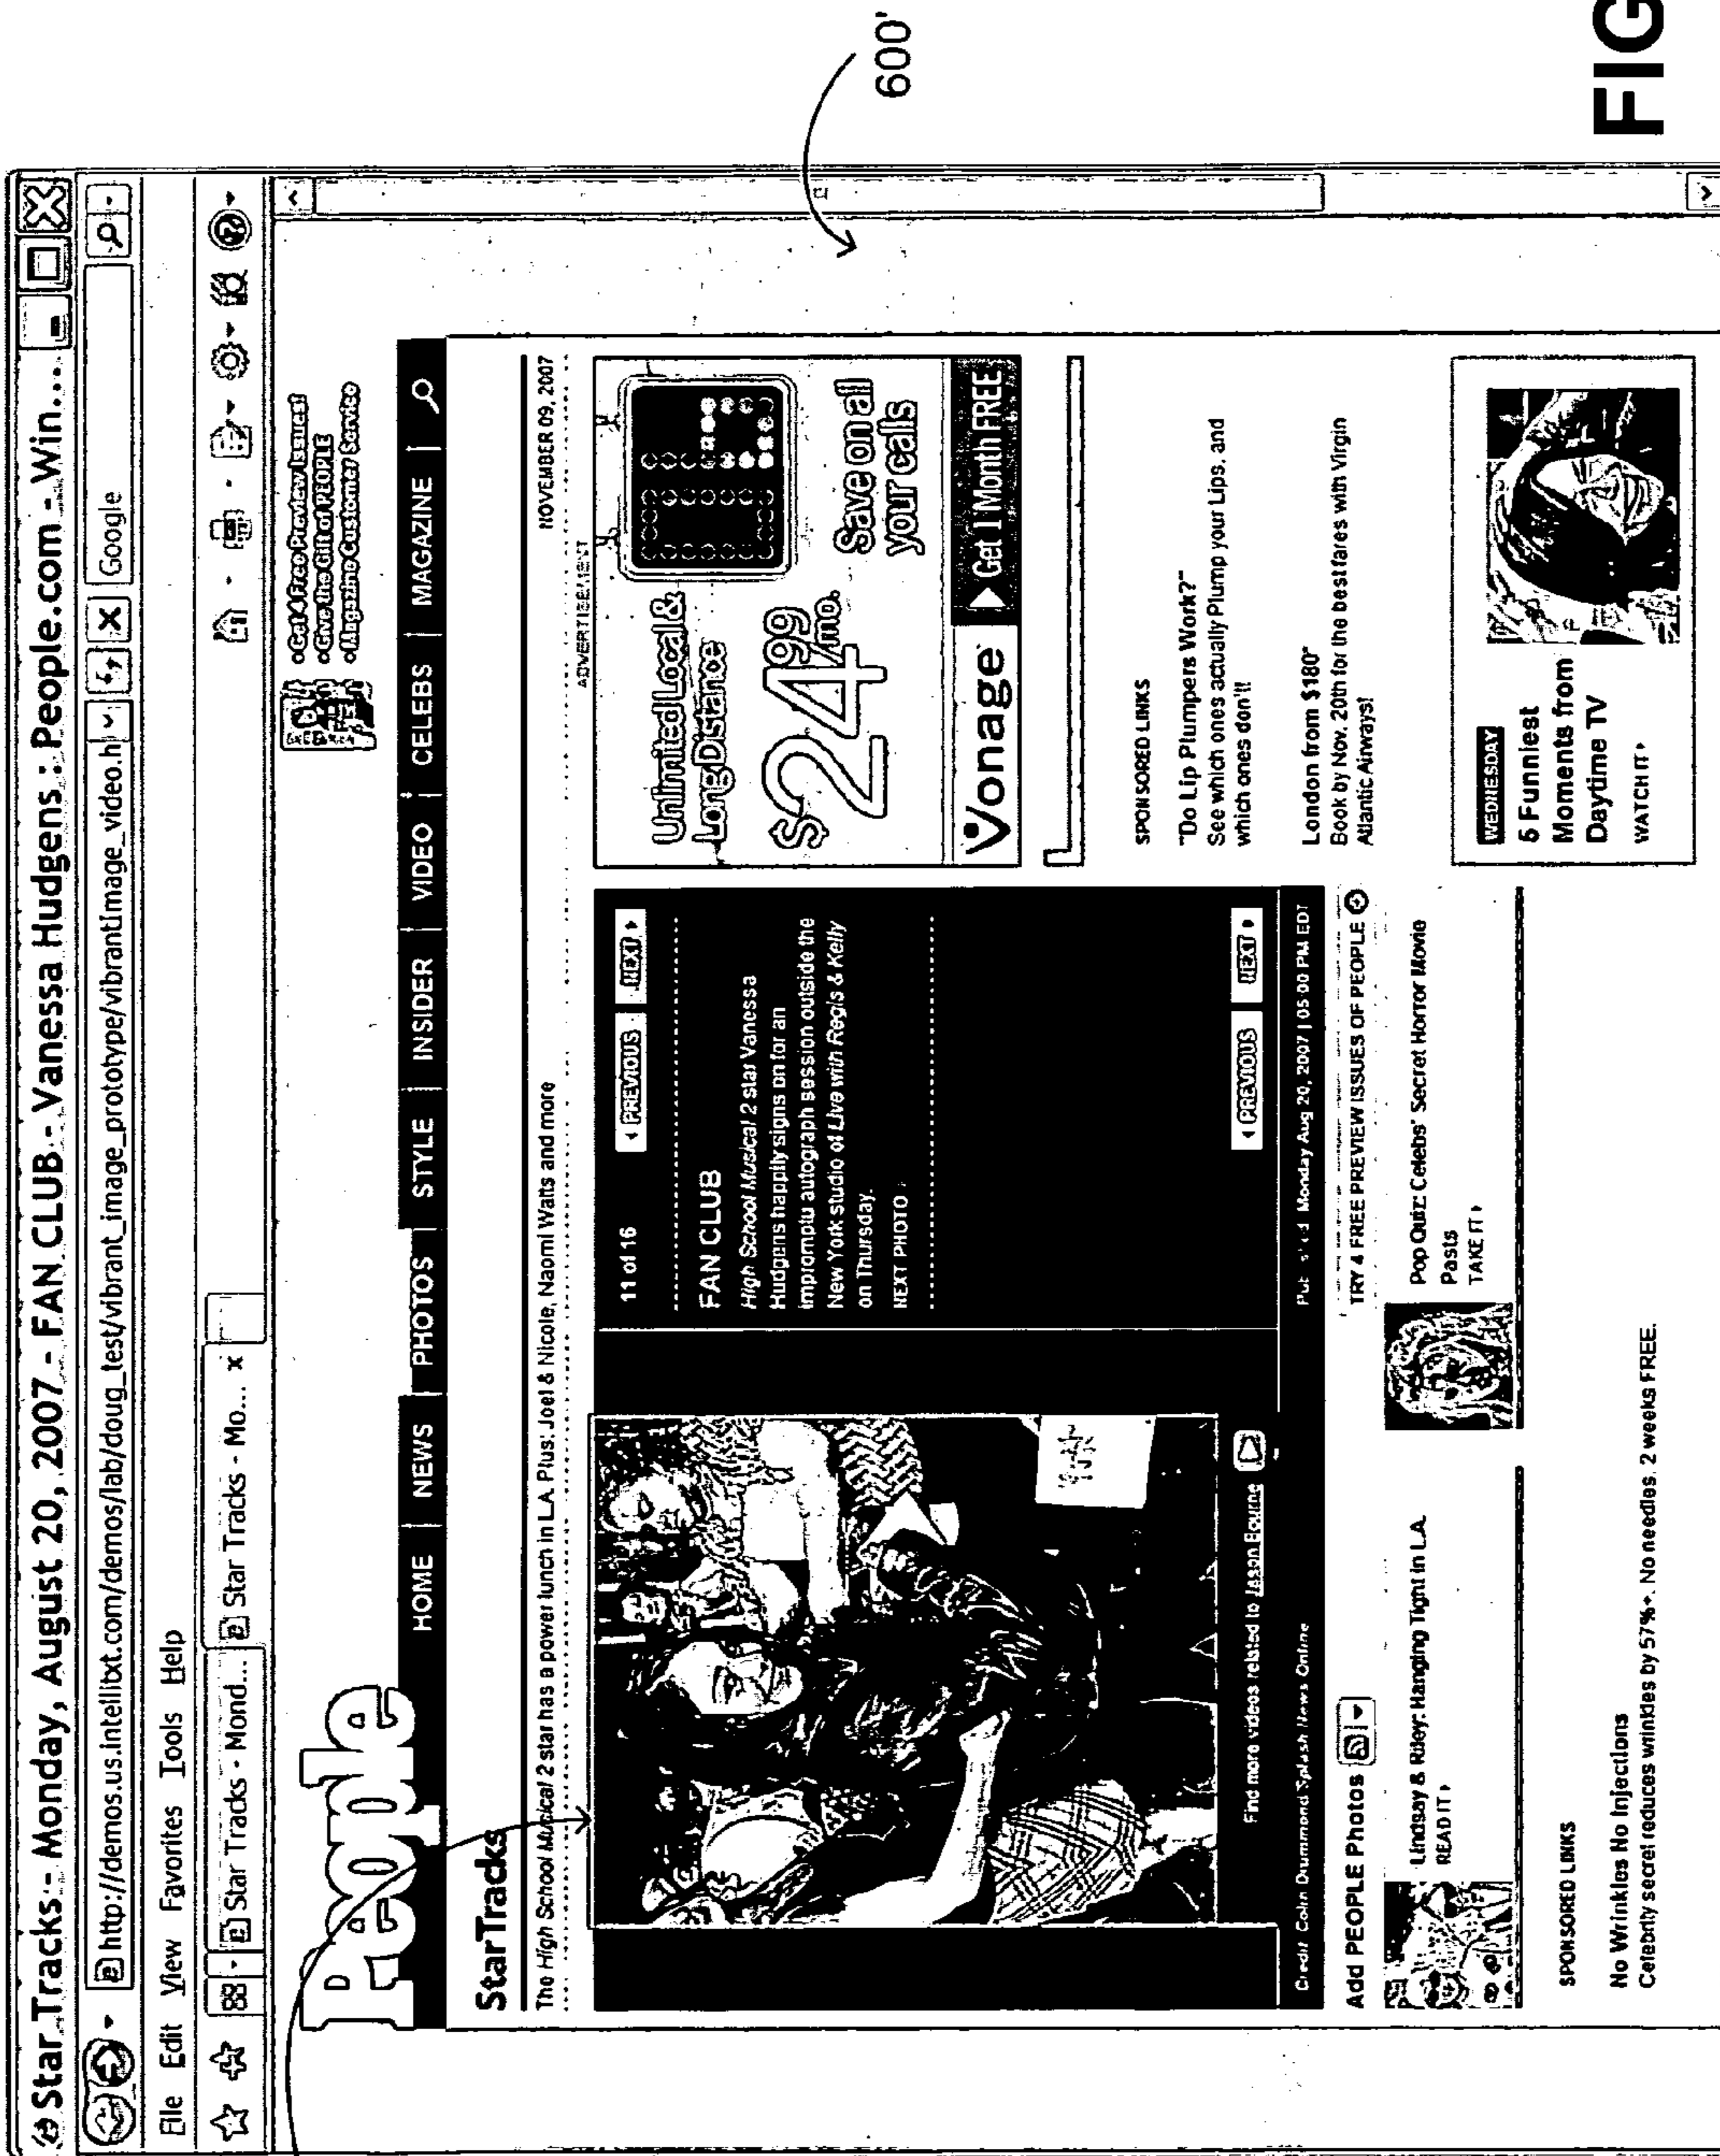 Star Tracks - Monday, August 20, 2007 - FAN CLUB - Vanessa Hudgens : People.com - Win...
http://demos.us.intellitxt.com/demos/lab/doug_test/vibrant_image_prototype/vibrantImage_video.h
Google
File Edit View Favorites Tools Help
Star Tracks - Mond...
Star Tracks - Mo... x
People
•Get 4 Free Preview Issues!
•Give the Gift of PEOPLE
•Magazine Customer Service
HOME | NEWS | PHOTOS | STYLE | INSIDER | VIDEO | CELEBS | MAGAZINE |
StarTracks
The High School Musical 2 star has a power lunch in L.A. Plus: Joel & Nicole, Naomi Watts and more
NOVEMBER 09, 2007
ADVERTISEMENT
11 of 16
PREVIOUS
NEXT
FAN CLUB
High School Musical 2 star Vanessa
Hudgens happily signs on for an
impromptu autograph session outside the
New York studio of Live with Regis & Kelly
on Thursday.
NEXT PHOTO
PREVIOUS
NEXT
Find more videos related to Jason Bourne
Credit: Colin Drummond/Splash News Online
Monday Aug 20, 2007 | 05:00 PM EDT
Unlimited Local &
Long Distance
$24.99/mo.
Save on all
your calls
Vonage
Get 1 Month FREE
SPONSORED LINKS
"Do Lip Plumpers Work?"
See which ones actually Plump your Lips, and
which ones don't!!
London from $180*
Book by Nov. 20th for the best fares with Virgin
Atlantic Airways!
Add PEOPLE Photos
TRY 4 FREE PREVIEW ISSUES OF PEOPLE
Lindsay & Riley: Hanging Tight in L.A.
READ IT
Pop Quiz: Celebs' Secret Horror Movie
Pasts
TAKE IT
WEDNESDAY
5 Funniest
Moments from
Daytime TV
WATCH IT
SPONSORED LINKS
No Wrinkles No Injections
Celebrity secret reduces wrinkles by 57%+. No needles. 2 weeks FREE.
600'
FIG